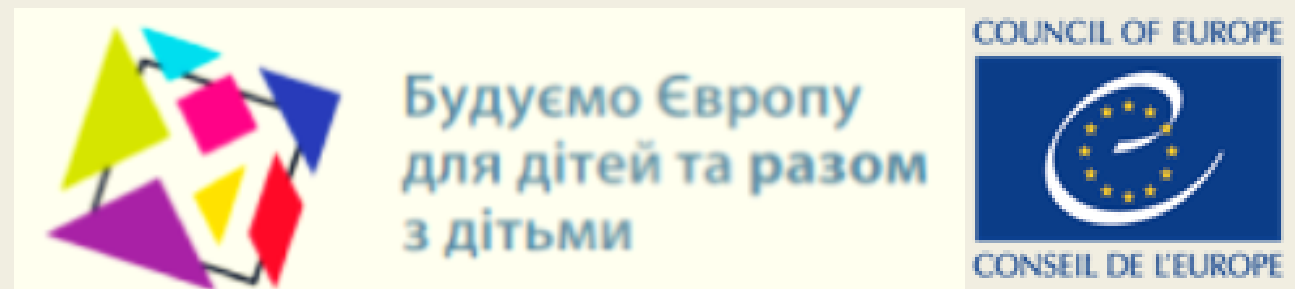 Будуємо Європу
для дітей та разом
з дітьми
COUNCIL OF EUROPE
CONSEIL DE L'EUROPE